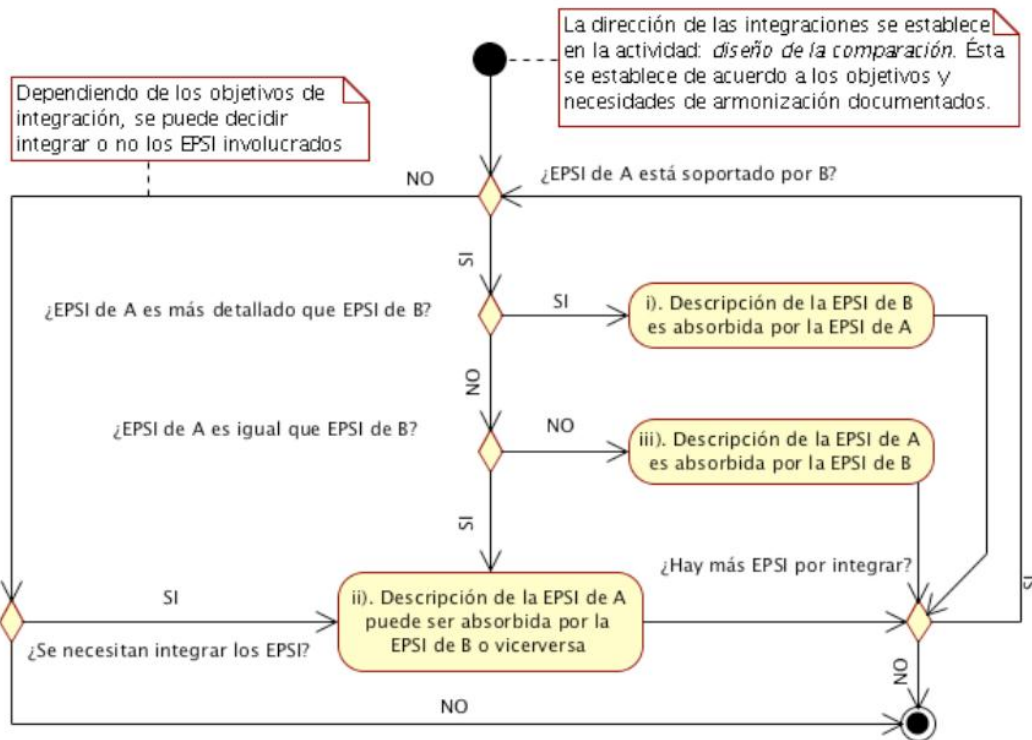 La dirección de las integraciones se establece
en la actividad: diseño de la comparación. Ésta
se establece de acuerdo a los objetivos y
necesidades de armonización documentados.
Dependiendo de los objetivos de
integración, se puede decidir
integrar o no los EPSI involucrados
NO
¿EPSI de A está soportado por B?
SI
¿EPSI de A es más detallado que EPSI de B?
SI
i). Descripción de la EPSI de B
es absorbida por la EPSI de A
NO
¿EPSI de A es igual que EPSI de B?
NO
iii). Descripción de la EPSI de A
es absorbida por la EPSI de B
SI
¿Hay más EPSI por integrar?
SI
SI
ii). Descripción de la EPSI de A
puede ser absorbida por la
EPSI de B o vicerversa
¿Se necesitan integrar los EPSI?
NO
NO